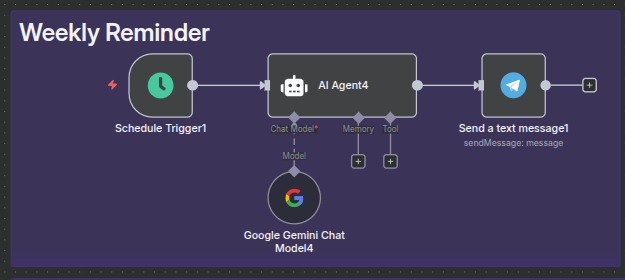 Weekly Reminder
AI Agent4
Schedule Trigger1
Chat Model*
Memory
Tool
Send a text message1
sendMessage: message
Model
Google Gemini Chat
Model4